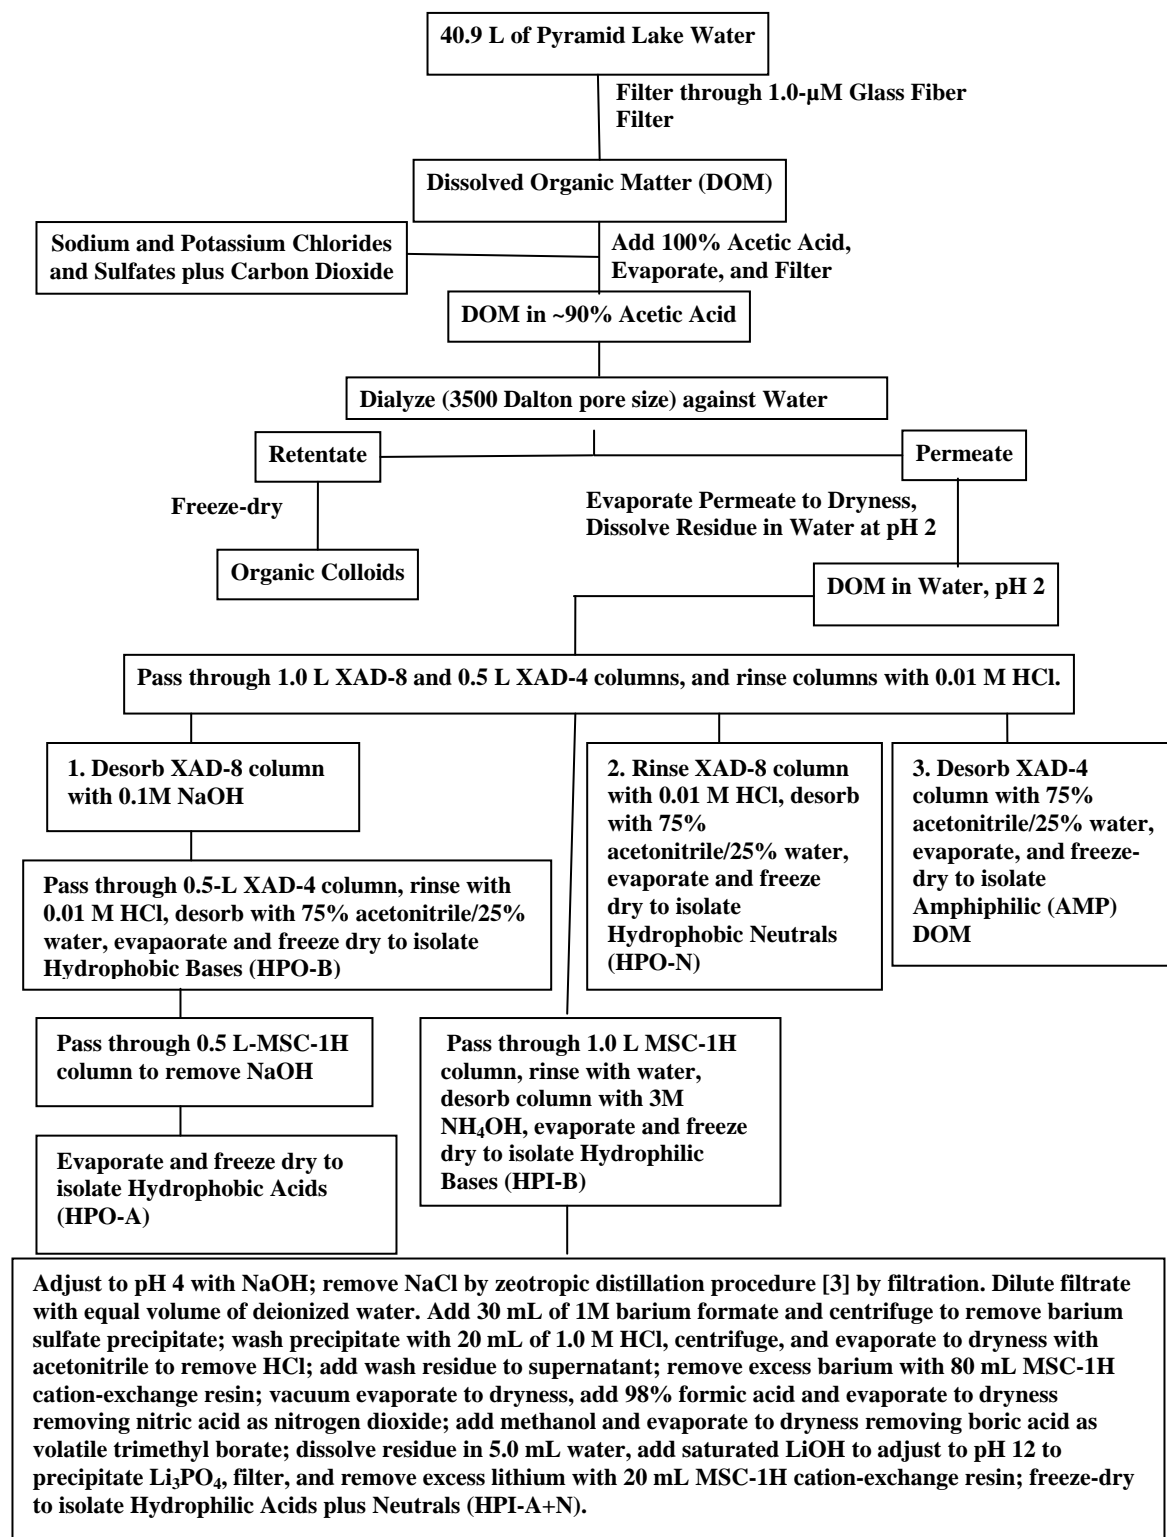 40.9 L of Pyramid Lake Water
Filter through 1.0-µM Glass Fiber
Filter
Dissolved Organic Matter (DOM)
Sodium and Potassium Chlorides
and Sulfates plus Carbon Dioxide
Add 100% Acetic Acid,
Evaporate, and Filter
DOM in ~90% Acetic Acid
Dialyze (3500 Dalton pore size) against Water
Retentate
Permeate
Freeze-dry
Evaporate Permeate to Dryness,
Dissolve Residue in Water at pH 2
Organic Colloids
DOM in Water, pH 2
Pass through 1.0 L XAD-8 and 0.5 L XAD-4 columns, and rinse columns with 0.01 M HCl.
1. Desorb XAD-8 column
with 0.1M NaOH
2. Rinse XAD-8 column
with 0.01 M HCl, desorb
with 75%
acetonitrile/25% water,
evaporate and freeze
dry to isolate
Hydrophobic Neutrals
(HPO-N)
3. Desorb XAD-4
column with 75%
acetonitrile/25% water,
evaporate, and freeze-
dry to isolate
Amphiphilic (AMP)
DOM
Pass through 0.5-L XAD-4 column, rinse with
0.01 M HCl, desorb with 75% acetonitrile/25%
water, evapaorate and freeze dry to isolate
Hydrophobic Bases (HPO-B)
Pass through 0.5 L-MSC-1H
column to remove NaOH
Pass through 1.0 L MSC-1H
column, rinse with water,
desorb column with 3M
NH₄OH, evaporate and freeze
dry to isolate Hydrophilic
Bases (HPI-B)
Evaporate and freeze dry to
isolate Hydrophobic Acids
(HPO-A)
Adjust to pH 4 with NaOH; remove NaCl by zeotropic distillation procedure [3] by filtration. Dilute filtrate
with equal volume of deionized water. Add 30 mL of 1M barium formate and centrifuge to remove barium
sulfate precipitate; wash precipitate with 20 mL of 1.0 M HCl, centrifuge, and evaporate to dryness with
acetonitrile to remove HCl; add wash residue to supernatant; remove excess barium with 80 mL MSC-1H
cation-exchange resin; vacuum evaporate to dryness, add 98% formic acid and evaporate to dryness
removing nitric acid as nitrogen dioxide; add methanol and evaporate to dryness removing boric acid as
volatile trimethyl borate; dissolve residue in 5.0 mL water, add saturated LiOH to adjust to pH 12 to
precipitate Li₃PO₄, filter, and remove excess lithium with 20 mL MSC-1H cation-exchange resin; freeze-dry
to isolate Hydrophilic Acids plus Neutrals (HPI-A+N).